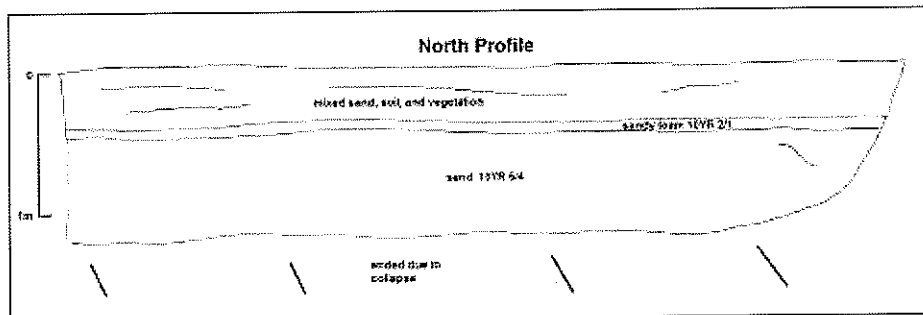 North Profile
0
mixed sand, soil, and vegetation
sandy loam 10YR 2/1
sand 10YR 6/4
1m
ended due to
collapse